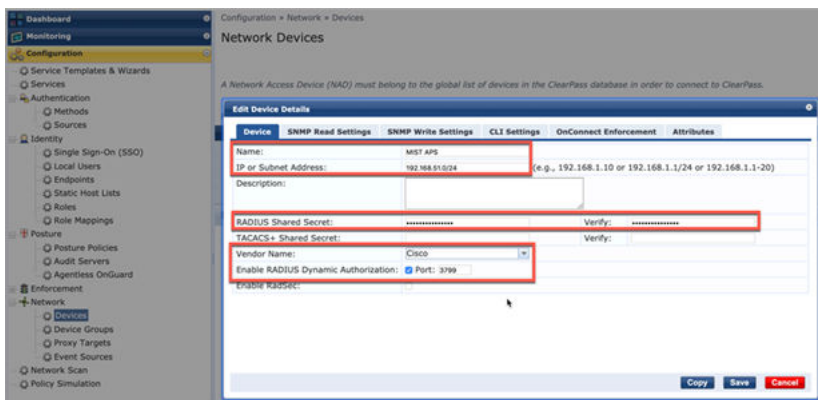 Dashboard
Monitoring
Configuration
Service Templates & Wizards
Services
Authentication
Methods
Sources
Identity
Single Sign-On (SSO)
Local Users
Endpoints
Static Host Lists
Roles
Role Mappings
Posture
Posture Policies
Audit Servers
Agentless OnGuard
Enforcement
Network
Devices
Device Groups
Proxy Targets
Event Sources
Network Scan
Policy Simulation
Configuration » Network » Devices
Network Devices
A Network Access Device (NAD) must belong to the global list of devices in the ClearPass database in order to connect to ClearPass.
Edit Device Details
Device SNMP Read Settings SNMP Write Settings CLI Settings OnConnect Enforcement Attributes
Name: MIST APS
IP or Subnet Address: 192.168.51.0/24 (e.g., 192.168.1.10 or 192.168.1.1/24 or 192.168.1.1-20)
Description:
RADIUS Shared Secret: ••••••••••••••• Verify: •••••••••••••••
TACACS+ Shared Secret: Verify:
Vendor Name: Cisco
Enable RADIUS Dynamic Authorization: Port: 3799
Enable RadSec:
Copy Save Cancel